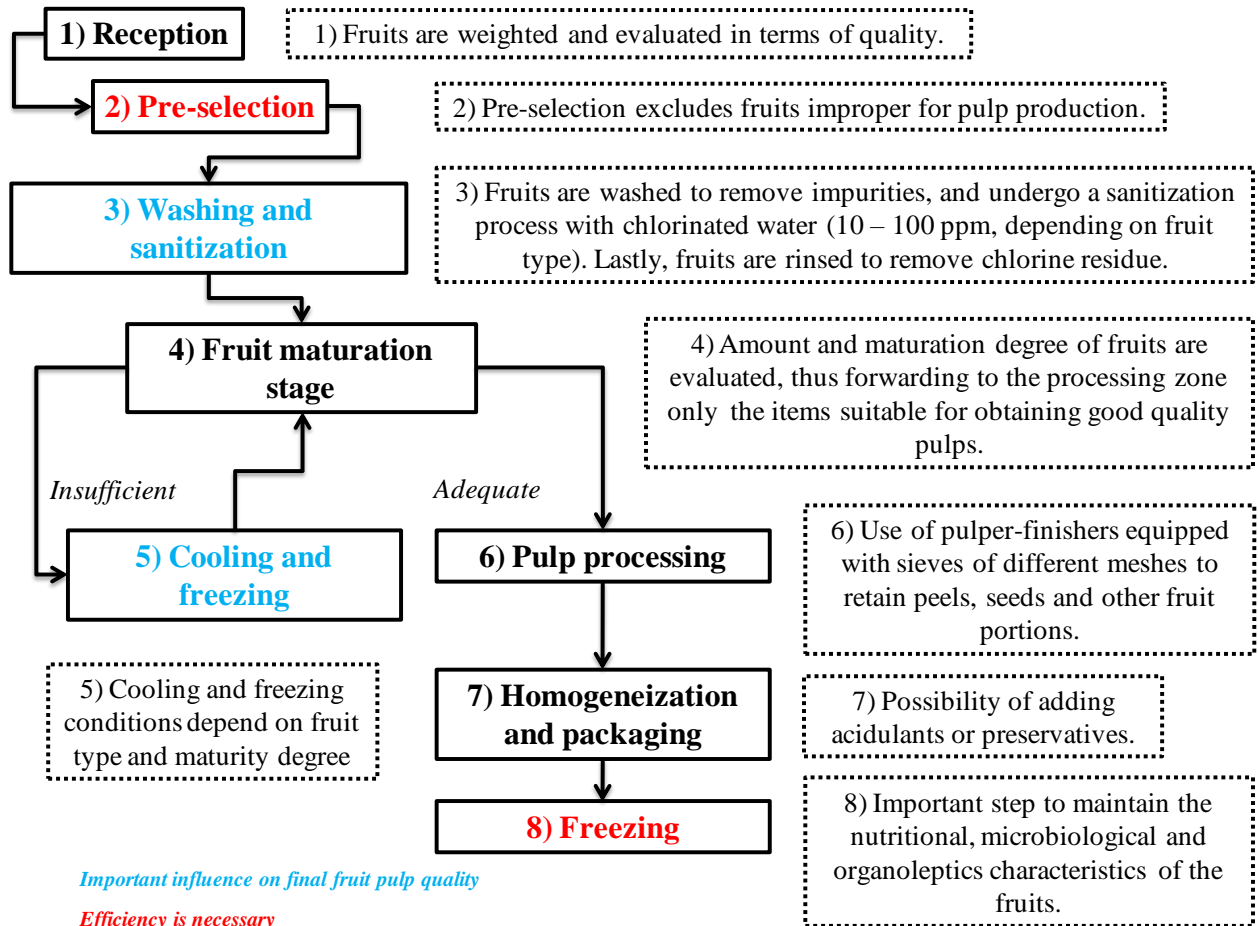 1) Reception
1) Fruits are weighted and evaluated in terms of quality.
2) Pre-selection
2) Pre-selection excludes fruits improper for pulp production.
3) Washing and
sanitization
3) Fruits are washed to remove impurities, and undergo a sanitization
process with chlorinated water (10 – 100 ppm, depending on fruit
type). Lastly, fruits are rinsed to remove chlorine residue.
4) Fruit maturation
stage
4) Amount and maturation degree of fruits are
evaluated, thus forwarding to the processing zone
only the items suitable for obtaining good quality
pulps.
Insufficient
Adequate
5) Cooling and
freezing
6) Pulp processing
6) Use of pulper-finishers equipped
with sieves of different meshes to
retain peels, seeds and other fruit
portions.
5) Cooling and freezing
conditions depend on fruit
type and maturity degree
7) Homogeneization
and packaging
7) Possibility of adding
acidulants or preservatives.
8) Freezing
8) Important step to maintain the
nutritional, microbiological and
organoleptics characteristics of the
fruits.
Important influence on final fruit pulp quality
Efficiency is necessary